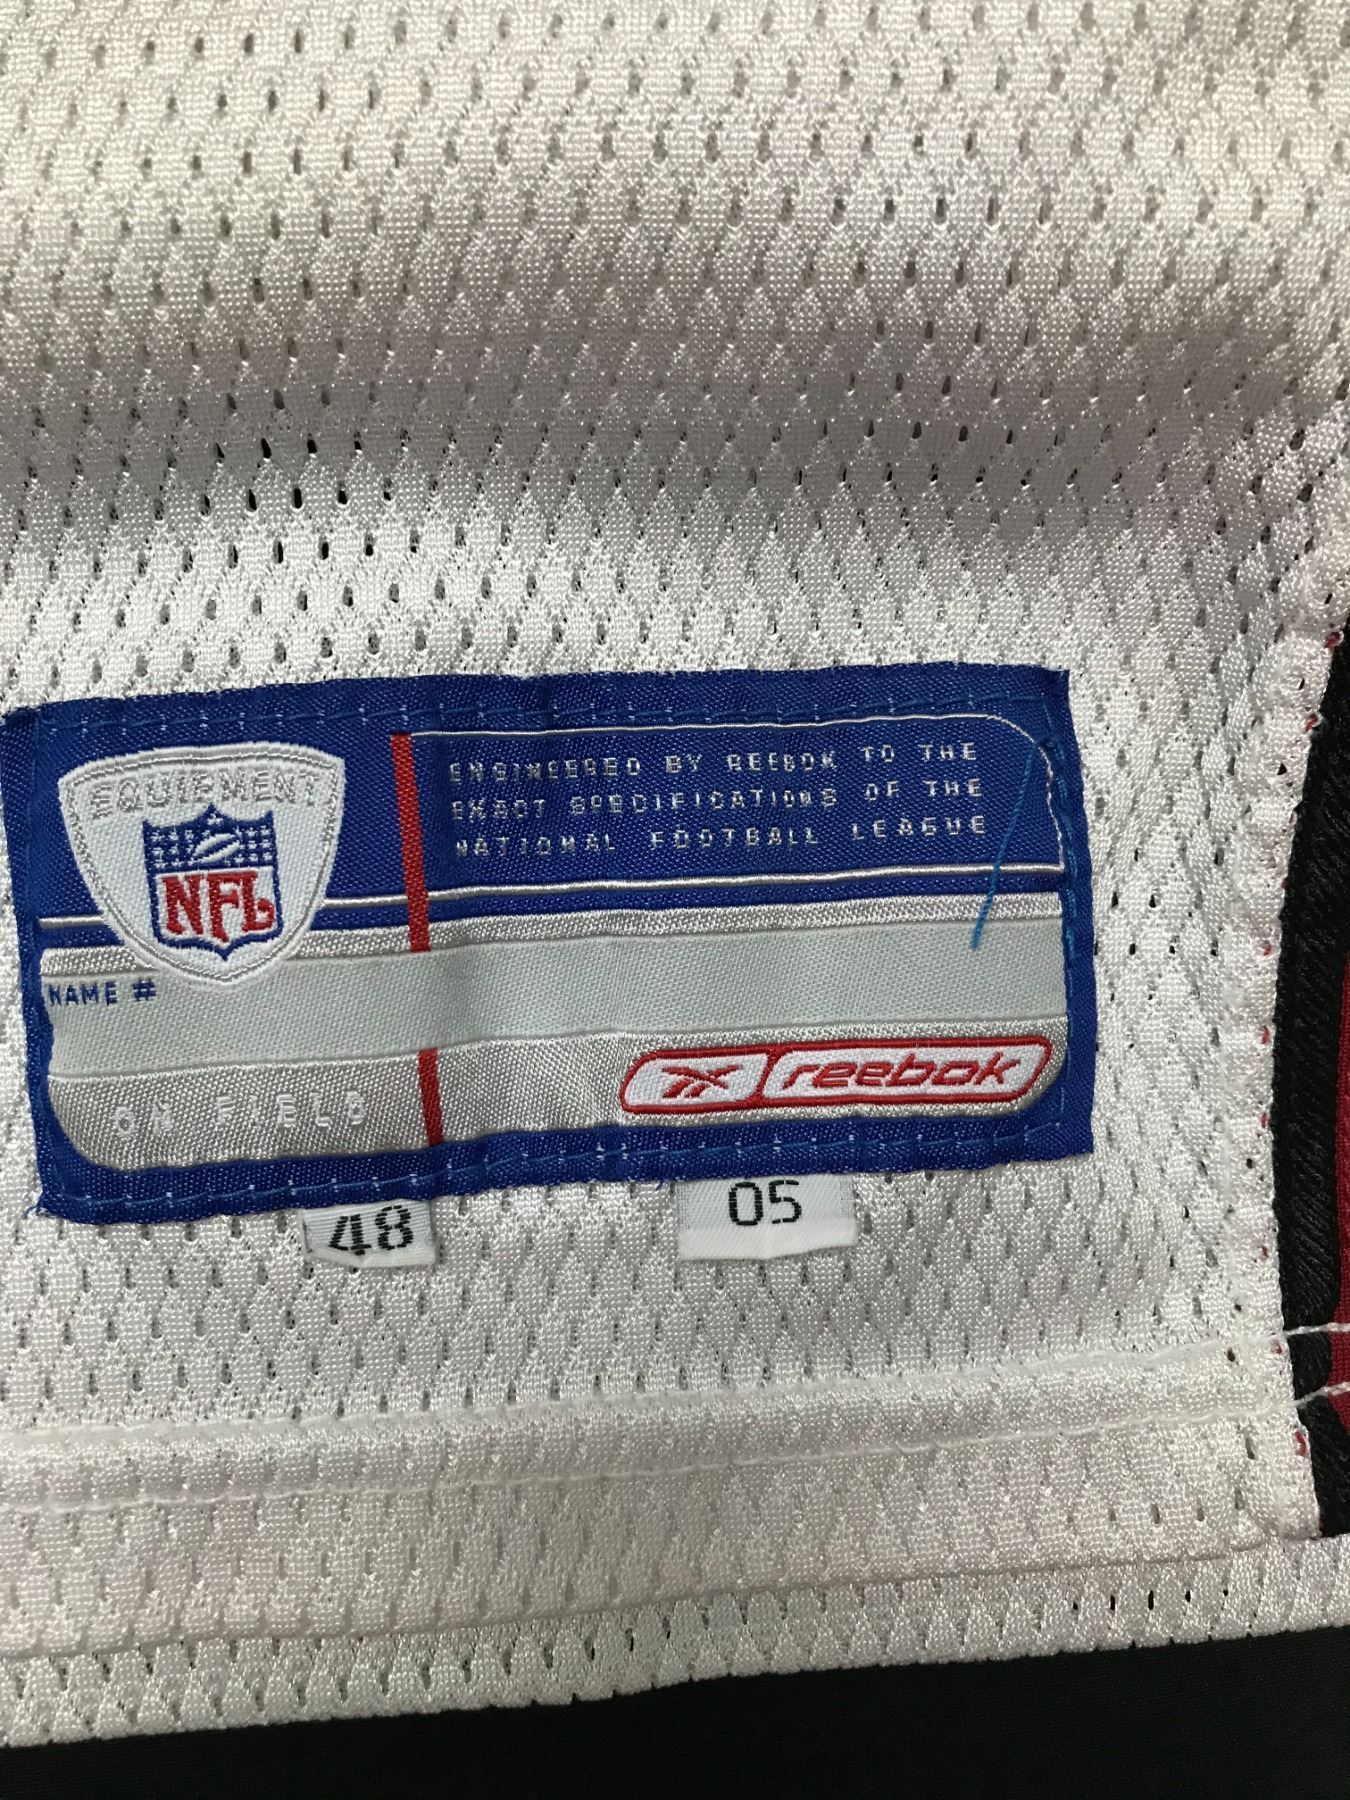 EQUIPMENT
NFL
ENGINEERED BY REEBOK TO THE
EXACT SPECIFICATIONS OF THE
NATIONAL FOOTBALL LEAGUE
NAME #
ON FIELD
reebok
48
05